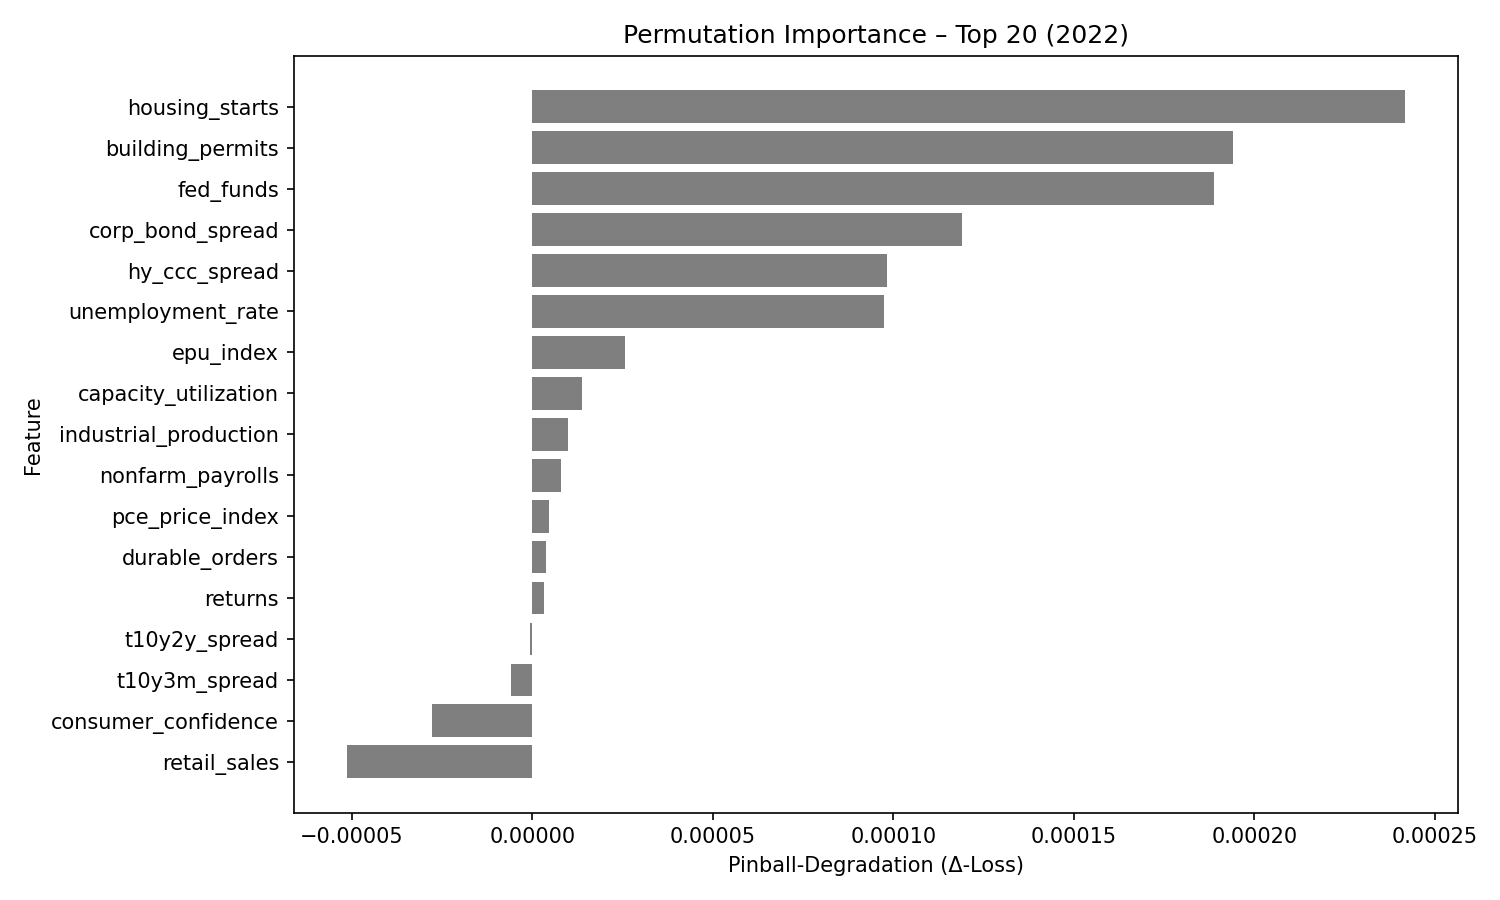 Permutation Importance – Top 20 (2022)
Feature
housing_starts
building_permits
fed_funds
corp_bond_spread
hy_ccc_spread
unemployment_rate
epu_index
capacity_utilization
industrial_production
nonfarm_payrolls
pce_price_index
durable_orders
returns
t10y2y_spread
t10y3m_spread
consumer_confidence
retail_sales
−0.00005 0.00000 0.00005 0.00010 0.00015 0.00020 0.00025
Pinball-Degradation (Δ-Loss)